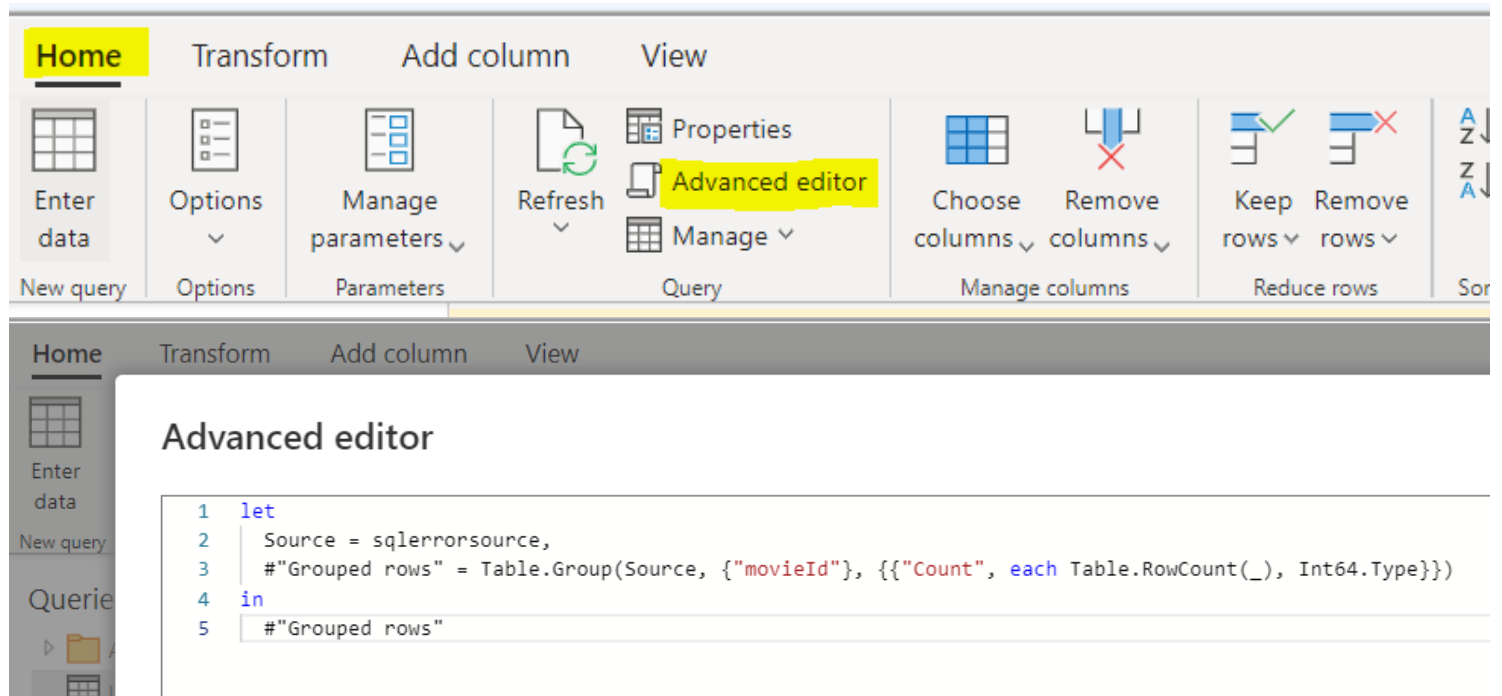 Home Transform Add column View
Properties
Advanced editor
Enter Options Manage Refresh Choose Remove Keep Remove
data parameters Manage columns columns rows rows
New query Options Parameters Query Manage columns Reduce rows Sor
A
Z
Z
A
Home Transform Add column View
Advanced editor
Enter
data
New query
Querie
1 let
2 Source = sqlerrorsource,
3 #"Grouped rows" = Table.Group(Source, {"movieId"}, {{"Count", each Table.RowCount(_), Int64.Type}})
4 in
5 #"Grouped rows"